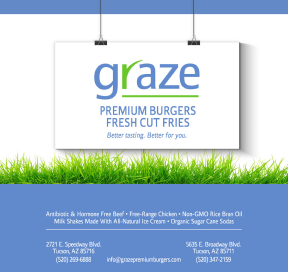 graze
PREMIUM BURGERS
FRESH CUT FRIES
Better tasting. Better for you.
Antibiotic & Hormone Free Beef • Free-Range Chicken • Non-GMO Rice Bran Oil
Milk Shakes Made With All-Natural Ice Cream • Organic Sugar Cane Sodas
2721 E. Speedway Blvd.
Tucson, AZ 85716
(520) 269-6888
info@grazepremiumburgers.com
5635 E. Broadway Blvd.
Tucson, AZ 85711
(520) 347-2159